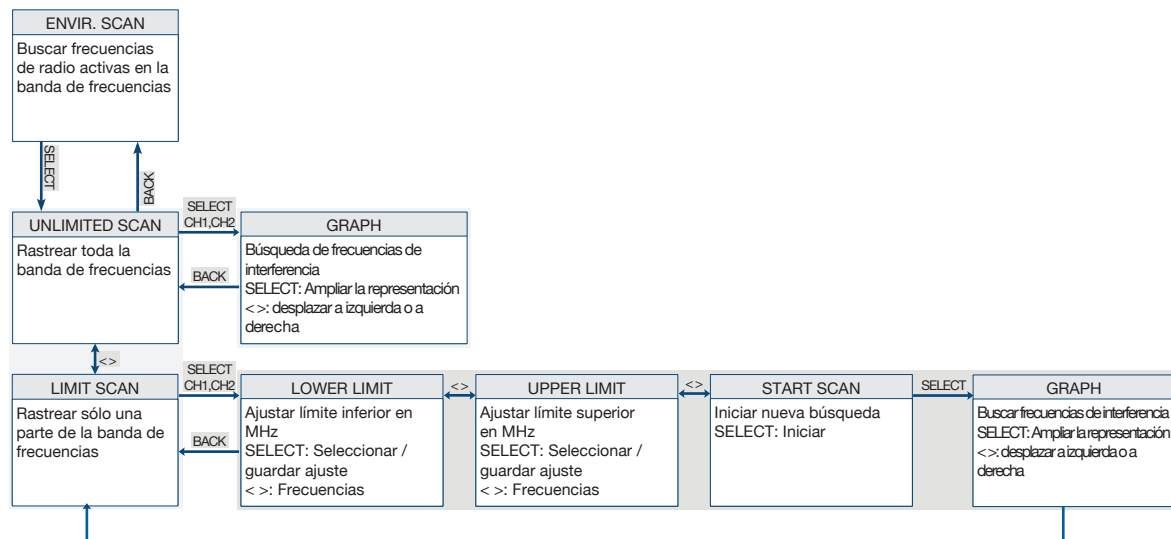 ENVIR. SCAN
Buscar frecuencias
de radio activas en la
banda de frecuencias
SELECT
BACK
UNLIMITED SCAN
Rastrear toda la
banda de frecuencias
SELECT
CH1,CH2
BACK
GRAPH
Búsqueda de frecuencias de
interferencia
SELECT: Ampliar la representación
< >: desplazar a izquierda o a
derecha
< >
LIMIT SCAN
Rastrear sólo una
parte de la banda de
frecuencias
SELECT
CH1,CH2
BACK
LOWER LIMIT
Ajustar límite inferior en
MHz
SELECT: Seleccionar /
guardar ajuste
< >: Frecuencias
< >
UPPER LIMIT
Ajustar límite superior
en MHz
SELECT: Seleccionar /
guardar ajuste
< >: Frecuencias
< >
START SCAN
Iniciar nueva búsqueda
SELECT: Iniciar
SELECT
GRAPH
Buscar frecuencias de interferencia
SELECT: Ampliar la representación
< >: desplazar a izquierda o a
derecha